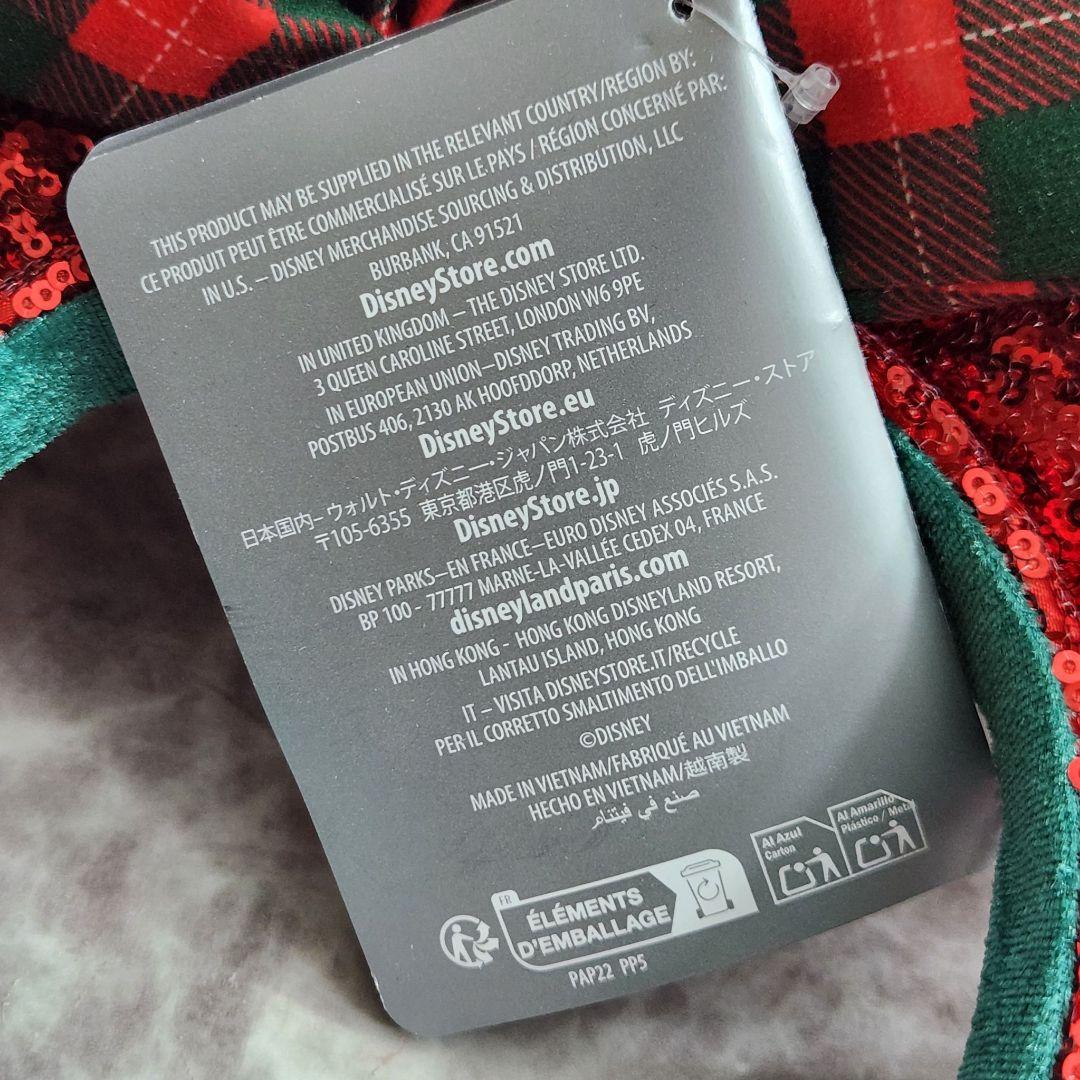 THIS PRODUCT MAY BE SUPPLIED IN THE RELEVANT COUNTRY/REGION BY:
CE PRODUIT PEUT ÊTRE COMMERCIALISÉ SUR LE PAYS / RÉGION CONCERNÉ PAR:
IN U.S. – DISNEY MERCHANDISE SOURCING & DISTRIBUTION, LLC
BURBANK, CA 91521
DisneyStore.com
IN UNITED KINGDOM – THE DISNEY STORE LTD.
3 QUEEN CAROLINE STREET, LONDON W6 9PE
IN EUROPEAN UNION–DISNEY TRADING BV,
POSTBUS 406, 2130 AK HOOFDDORP, NETHERLANDS
DisneyStore.eu
日本国内–ウォルト・ディズニー・ジャパン株式会社 ディズニー・ストア
〒105-6355 東京都港区虎ノ門1-23-1 虎ノ門ヒルズ
DisneyStore.jp
DISNEY PARKS–EN FRANCE–EURO DISNEY ASSOCIÉS S.A.S.
BP 100 - 77777 MARNE-LA-VALLÉE CEDEX 04, FRANCE
disneylandparis.com
IN HONG KONG - HONG KONG DISNEYLAND RESORT,
LANTAU ISLAND, HONG KONG
IT – VISITA DISNEYSTORE.IT/RECYCLE
PER IL CORRETTO SMALTIMENTO DELL'IMBALLO
©DISNEY
MADE IN VIETNAM/FABRIQUÉ AU VIETNAM
HECHO EN VIETNAM/越南製
صنع في فيتنام
Al Azul
Carton
Al Amarillo
Plástico / Metal
FR
ÉLÉMENTS
D'EMBALLAGE
PAP22 PP5